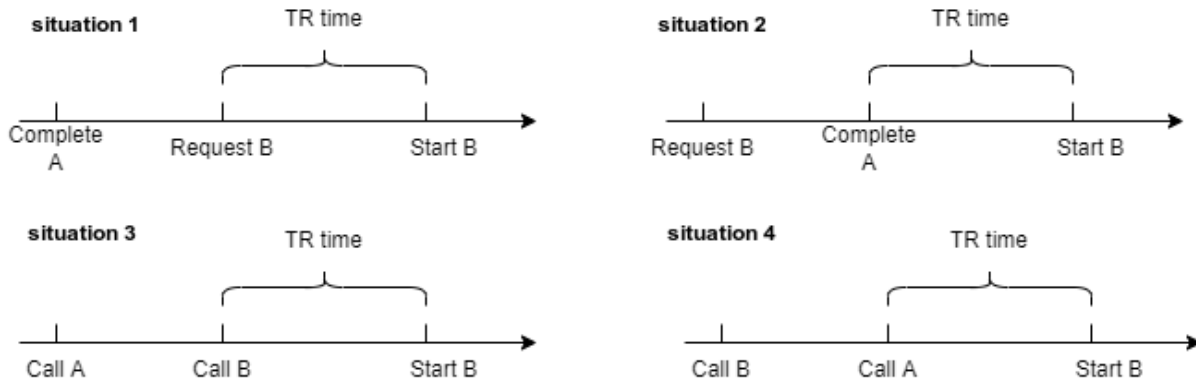 situation 1
TR time
Complete
A
Request B
Start B
situation 2
TR time
Request B
Complete
A
Start B
situation 3
TR time
Call A
Call B
Start B
situation 4
TR time
Call B
Call A
Start B